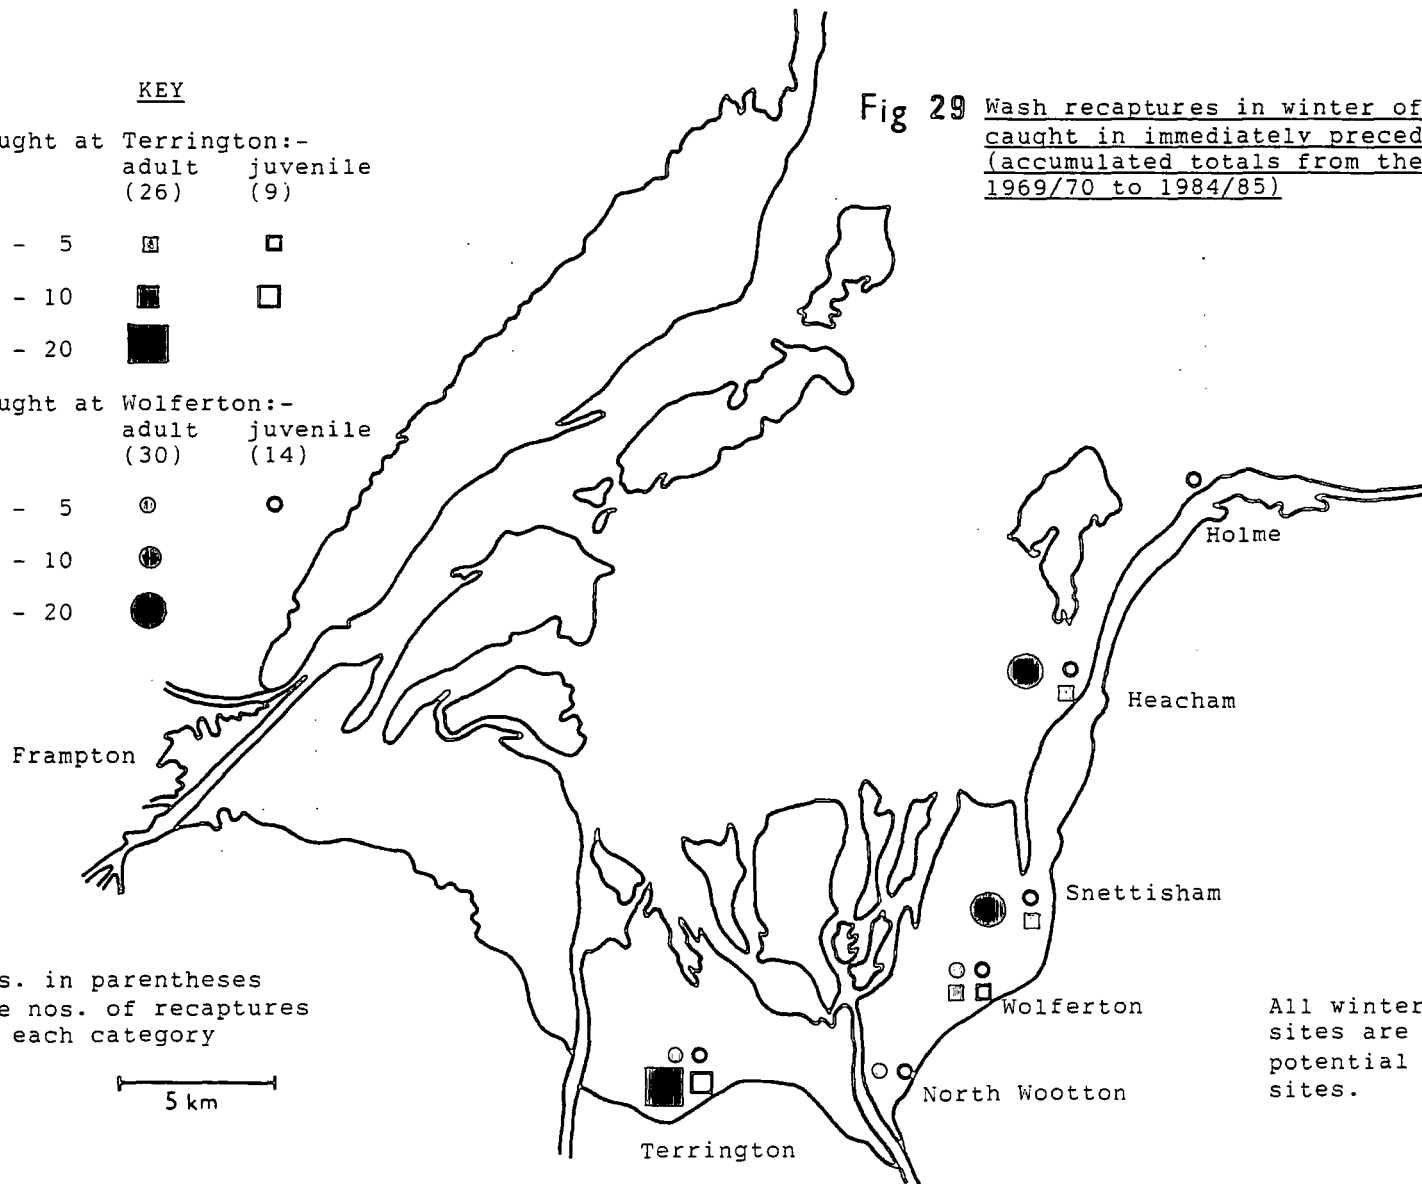 KEY
ught at Terrington:-
adult juvenile
(26) (9)
- 5
- 10
- 20
ught at Wolferton:-
adult juvenile
(30) (14)
- 5
- 10
- 20
Fig 29 Wash recaptures in winter of
caught in immediately preced
(accumulated totals from the
1969/70 to 1984/85)
Holme
Heacham
Frampton
Snettisham
Wolferton
North Wootton
Terrington
s. in parentheses
e nos. of recaptures
each category
5 km
All winter
sites are
potential
sites.